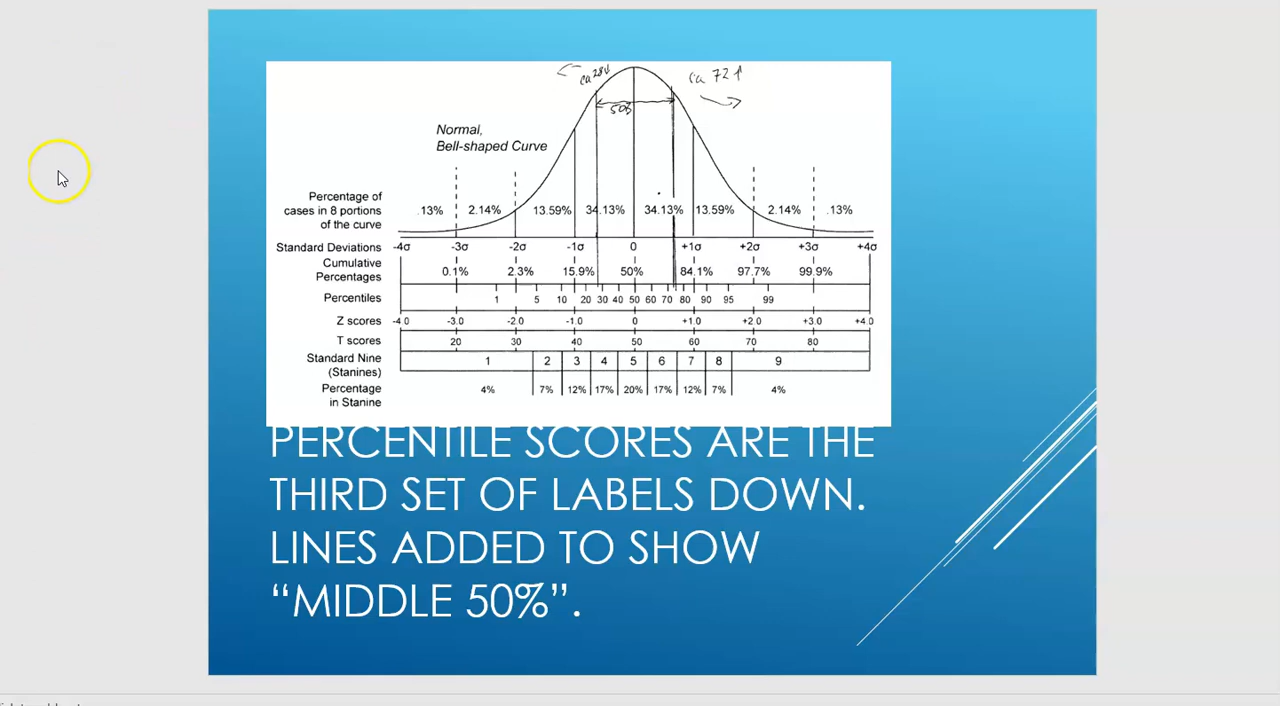 ca 28↓
ca 72↑
50%
Normal,
Bell-shaped Curve
Percentage of
cases in 8 portions
of the curve
.13% 2.14% 13.59% 34.13% 34.13% 13.59% 2.14% .13%
Standard Deviations -4σ -3σ -2σ -1σ 0 +1σ +2σ +3σ +4σ
Cumulative
Percentages 0.1% 2.3% 15.9% 50% 84.1% 97.7% 99.9%
Percentiles 1 5 10 20 30 40 50 60 70 80 90 95 99
Z scores -4.0 -3.0 -2.0 -1.0 0 +1.0 +2.0 +3.0 +4.0
T scores 20 30 40 50 60 70 80
Standard Nine
(Stanines) 1 2 3 4 5 6 7 8 9
Percentage
in Stanine 4% 7% 12% 17% 20% 17% 12% 7% 4%
PERCENTILE SCORES ARE THE
THIRD SET OF LABELS DOWN.
LINES ADDED TO SHOW
“MIDDLE 50%”.